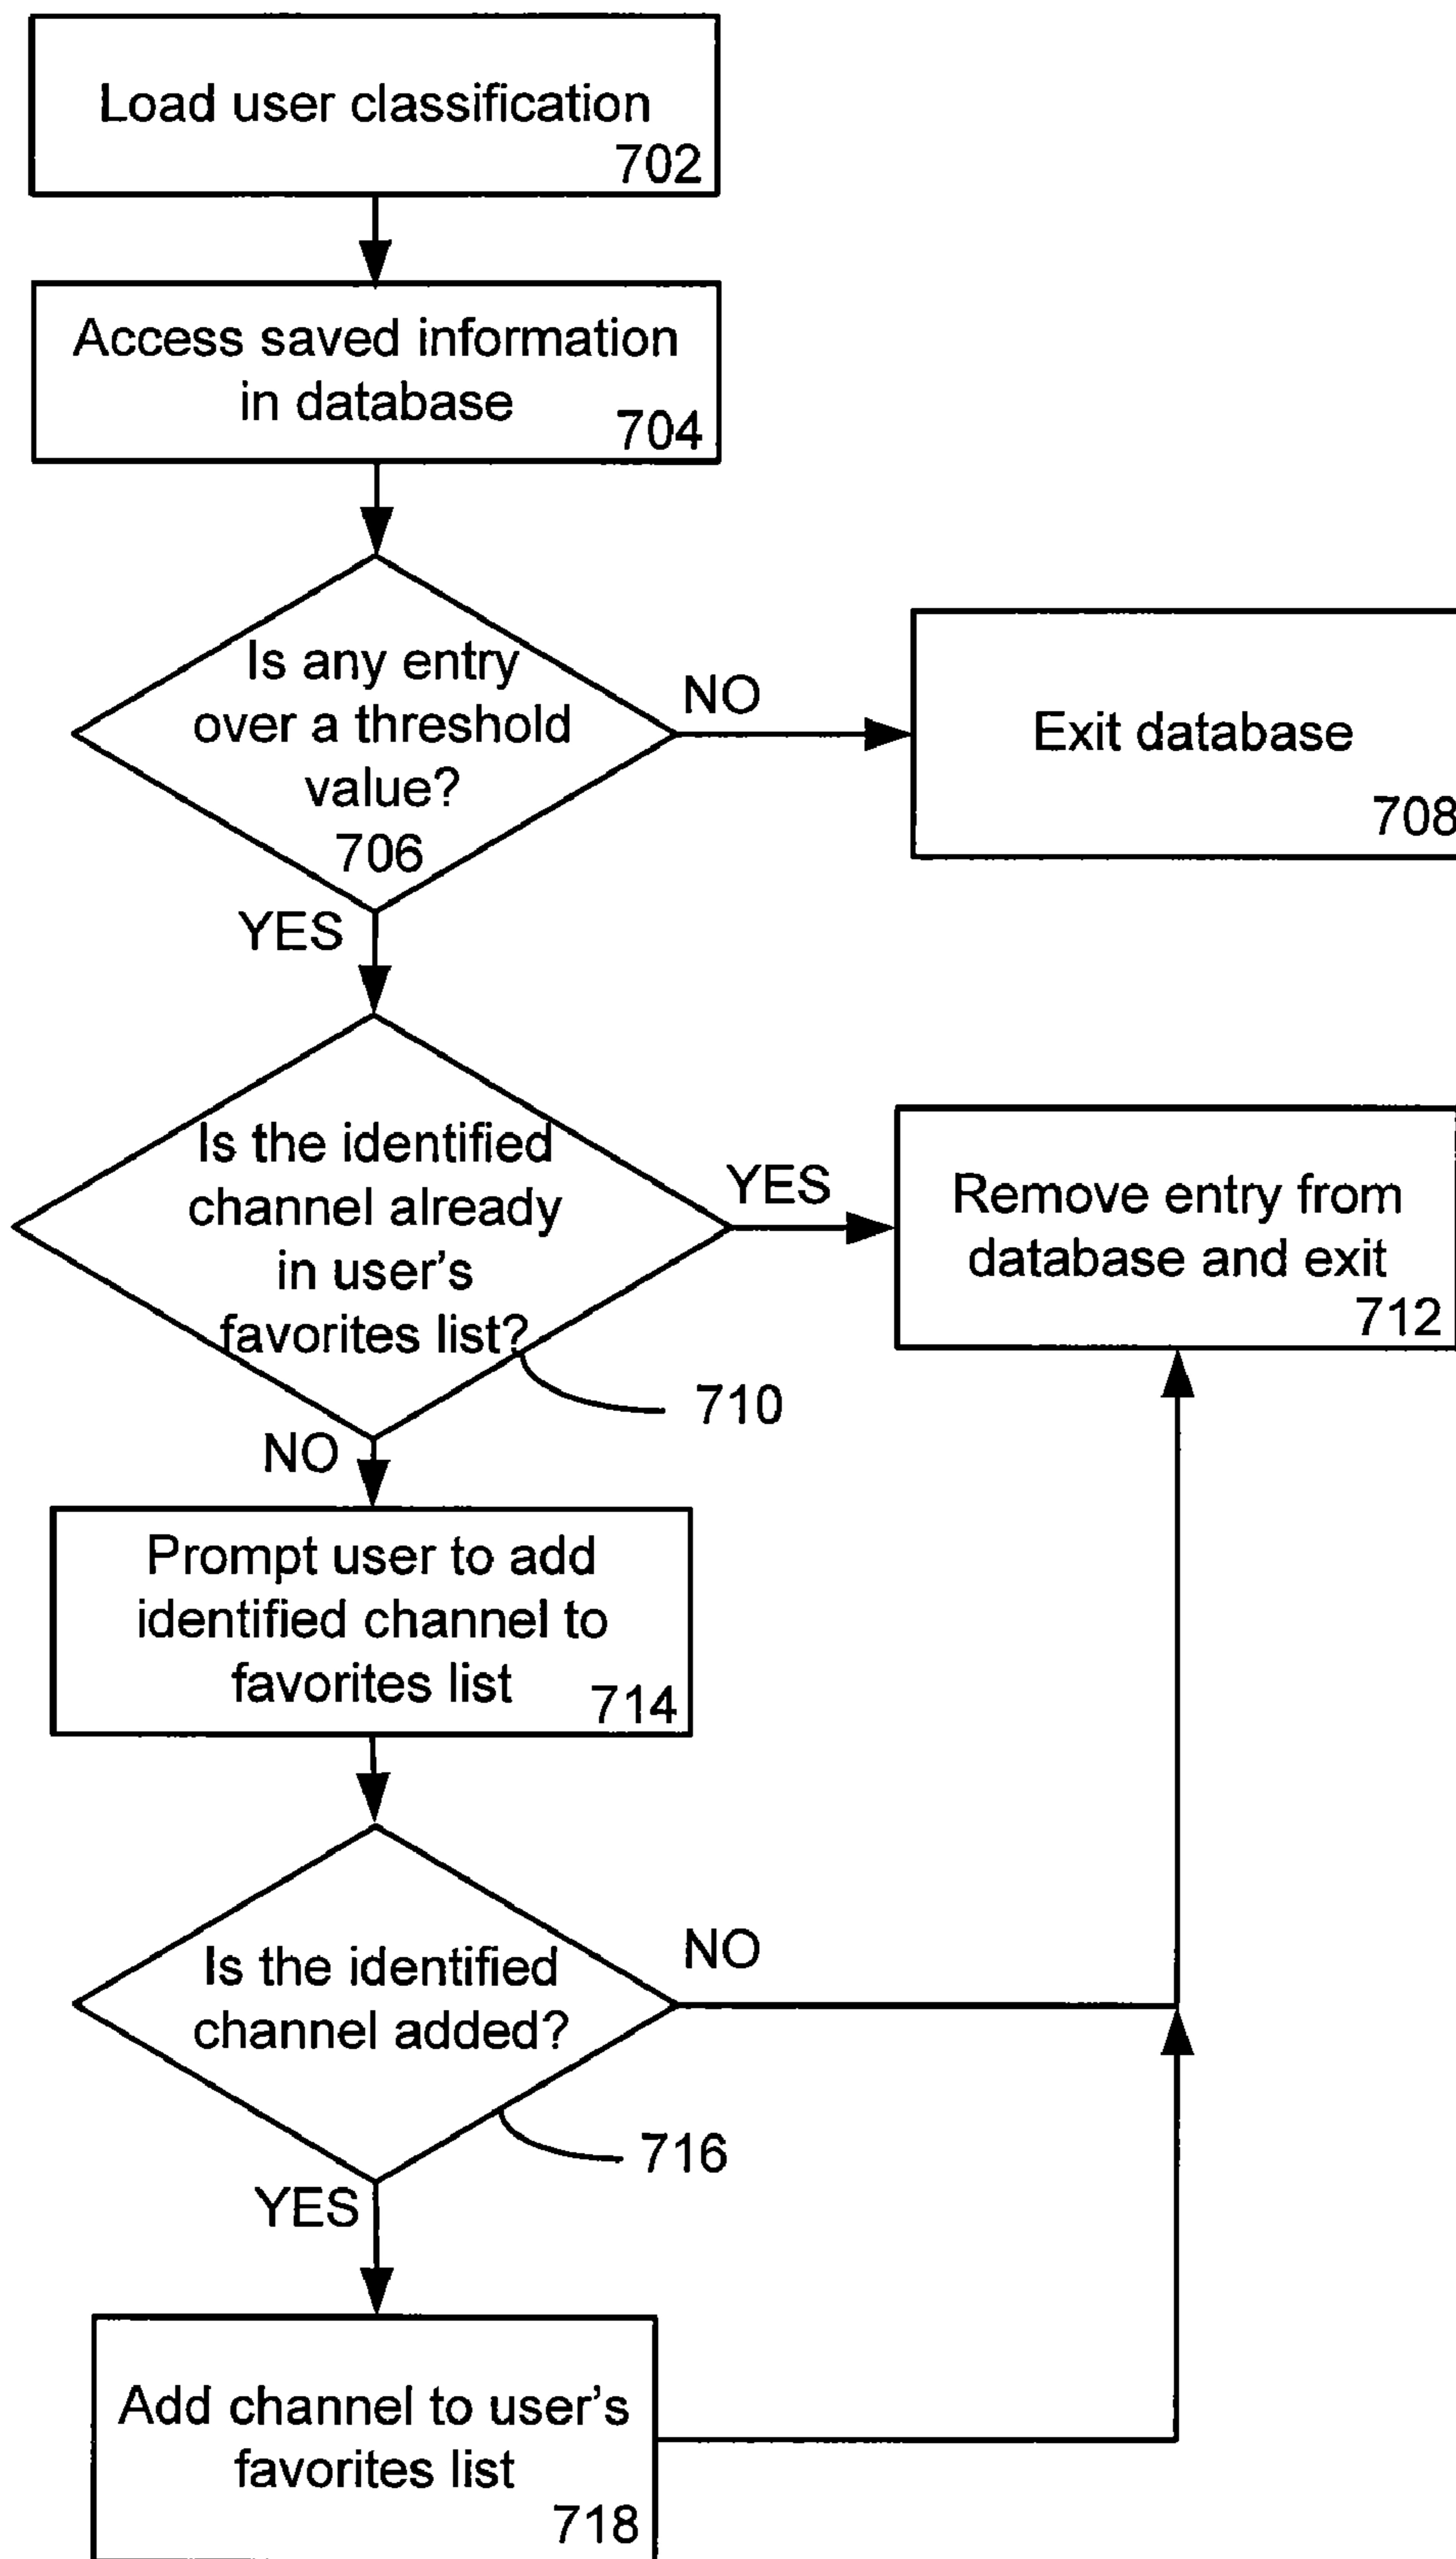 Load user classification
702
Access saved information
in database
704
Is any entry
over a threshold
value?
706
NO
Exit database
708
YES
Is the identified
channel already
in user's
favorites list?
710
YES
Remove entry from
database and exit
712
NO
Prompt user to add
identified channel to
favorites list
714
Is the identified
channel added?
716
NO
YES
Add channel to user's
favorites list
718